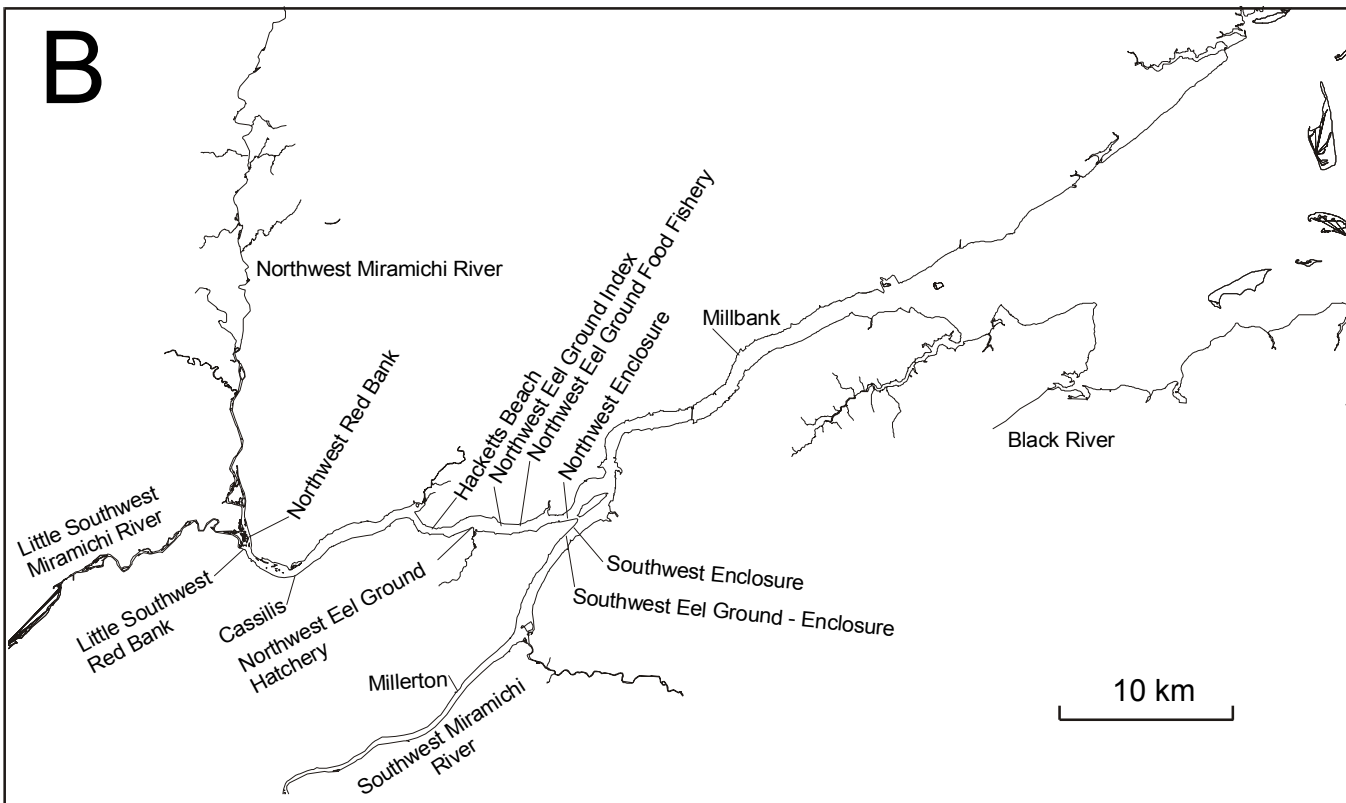 B
Northwest Miramichi River
Northwest Red Bank
Hacketts Beach
Northwest Eel Ground Index
Northwest Eel Ground Food Fishery
Northwest Enclosure
Millbank
Black River
Little Southwest
Miramichi River
Little Southwest
Red Bank
Cassilis
Northwest Eel Ground
Hatchery
Southwest Enclosure
Southwest Eel Ground - Enclosure
Millerton
Southwest Miramichi
River
10 km